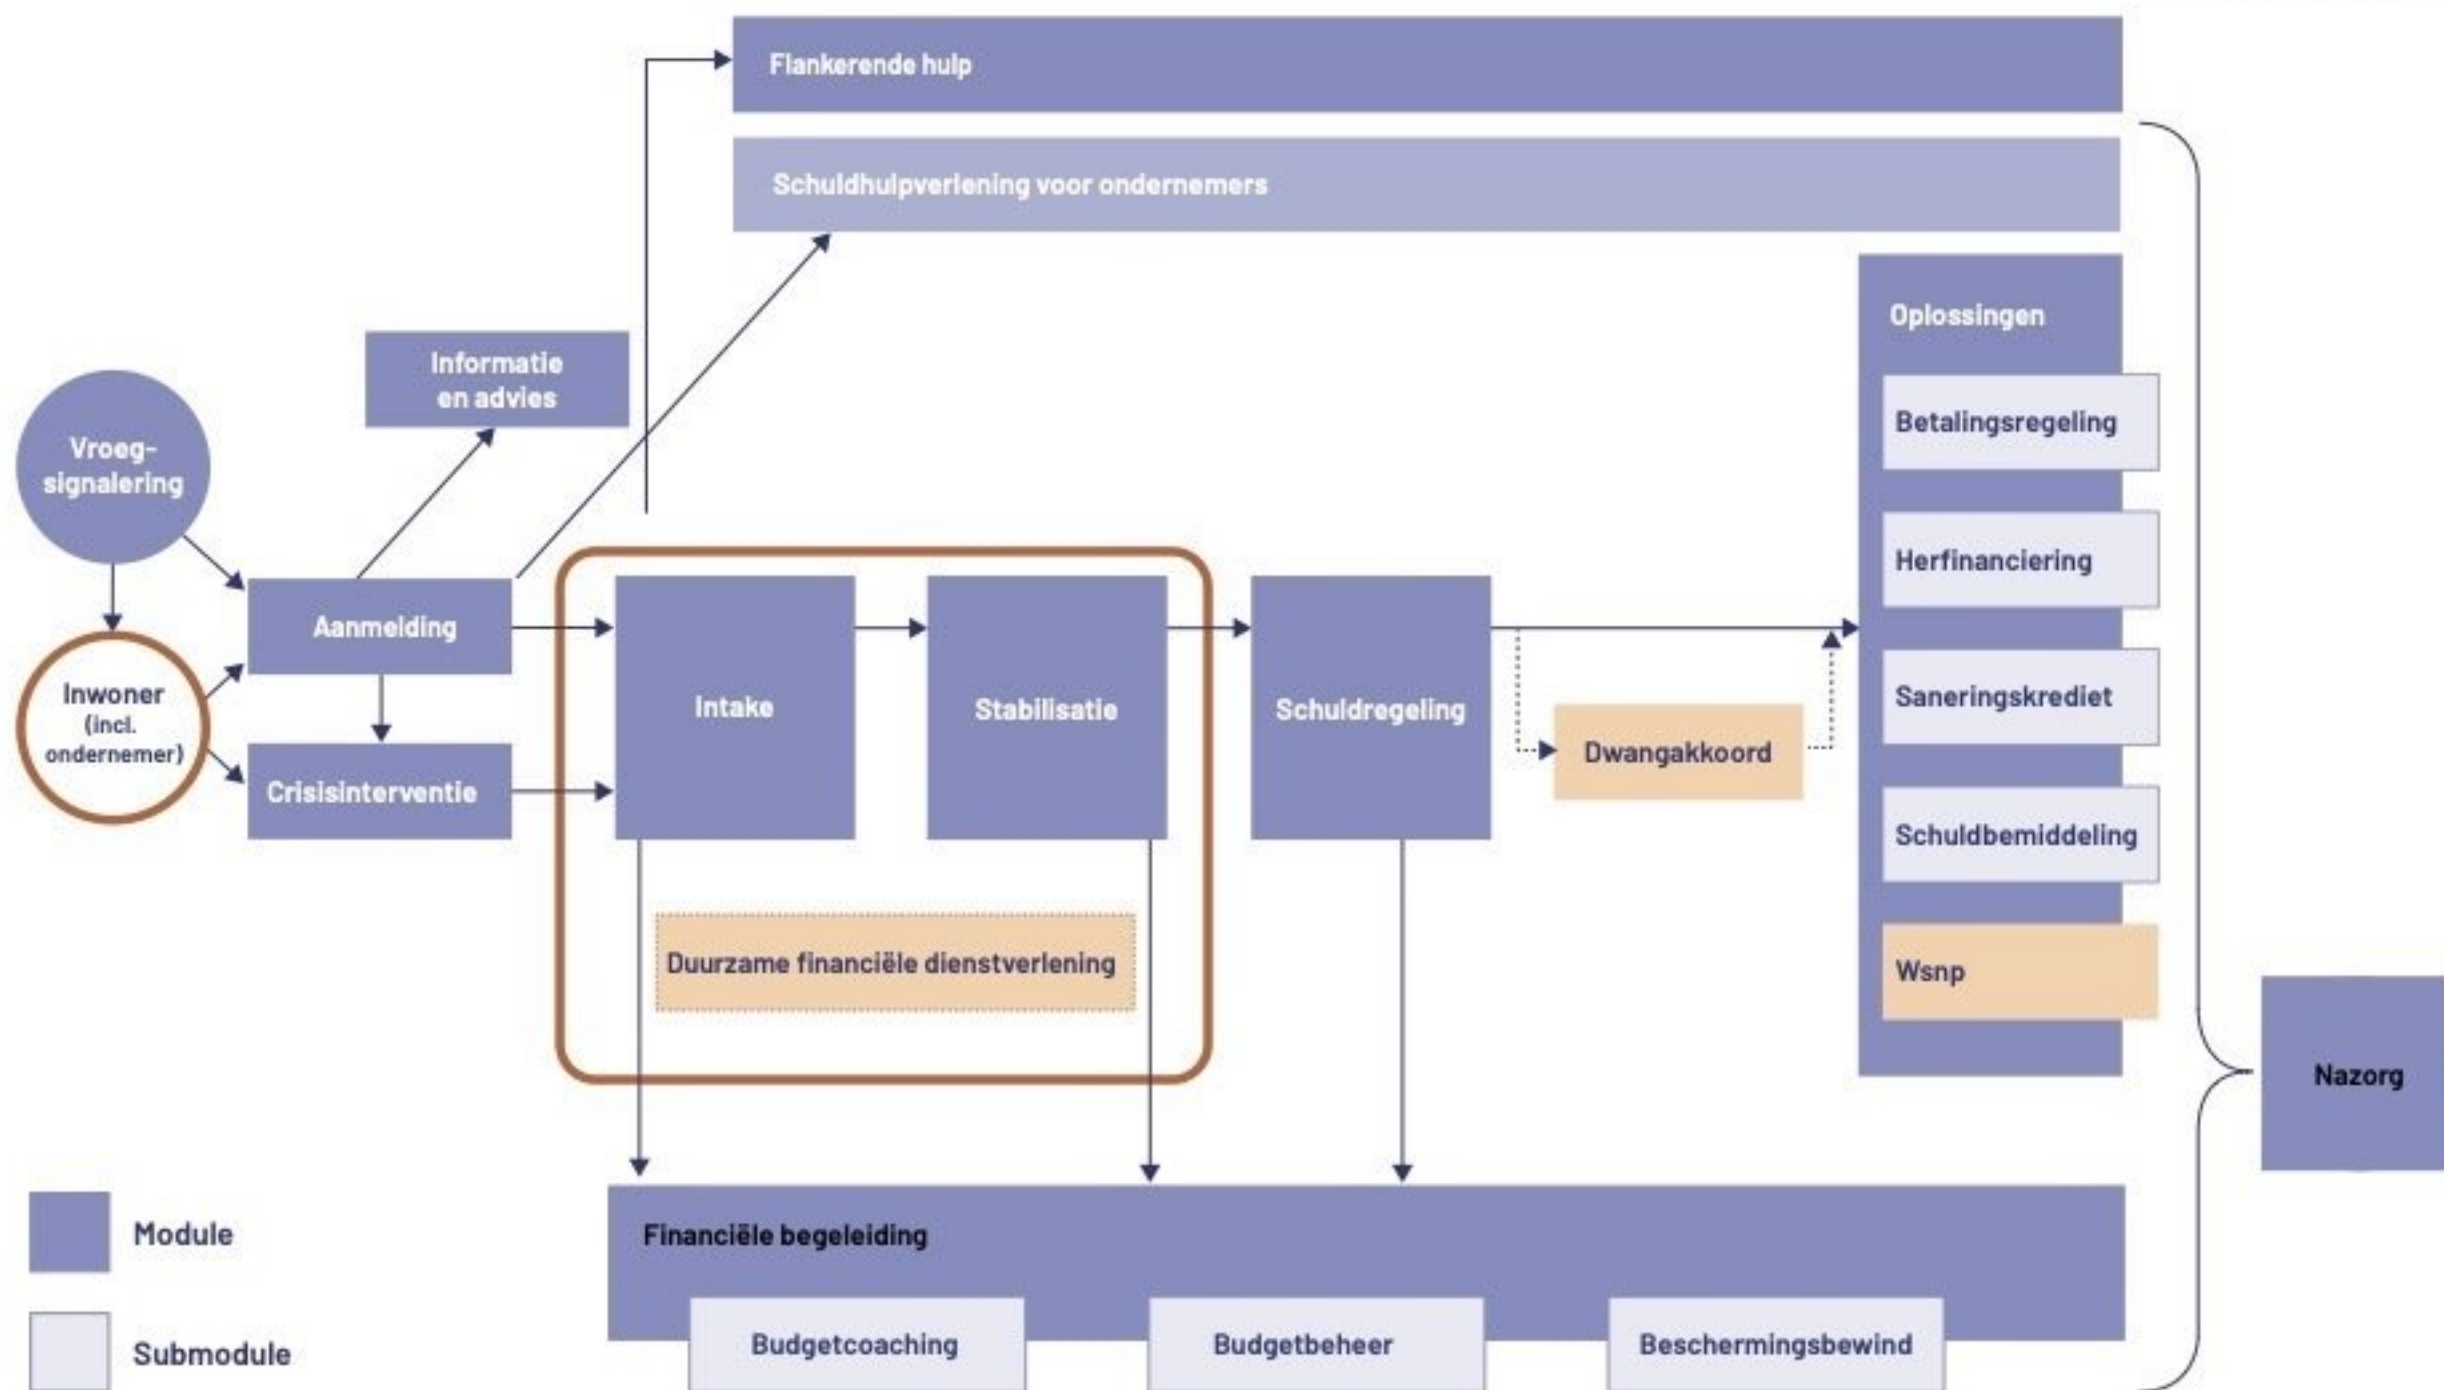 Flankerende hulp
Schuldhulpverlening voor ondernemers
Oplossingen
Informatie
en advies
Betalingsregeling
Vroeg-
signalering
Herfinanciering
Aanmelding
Inwoner
(incl.
ondernemer)
Intake
Stabilisatie
Schuldregeling
Saneringskrediet
Dwangakkoord
Crisisinterventie
Schuldbemiddeling
Duurzame financiële dienstverlening
Wsnp
Nazorg
Module
Financiële begeleiding
Submodule
Budgetcoaching
Budgetbeheer
Beschermingsbewind